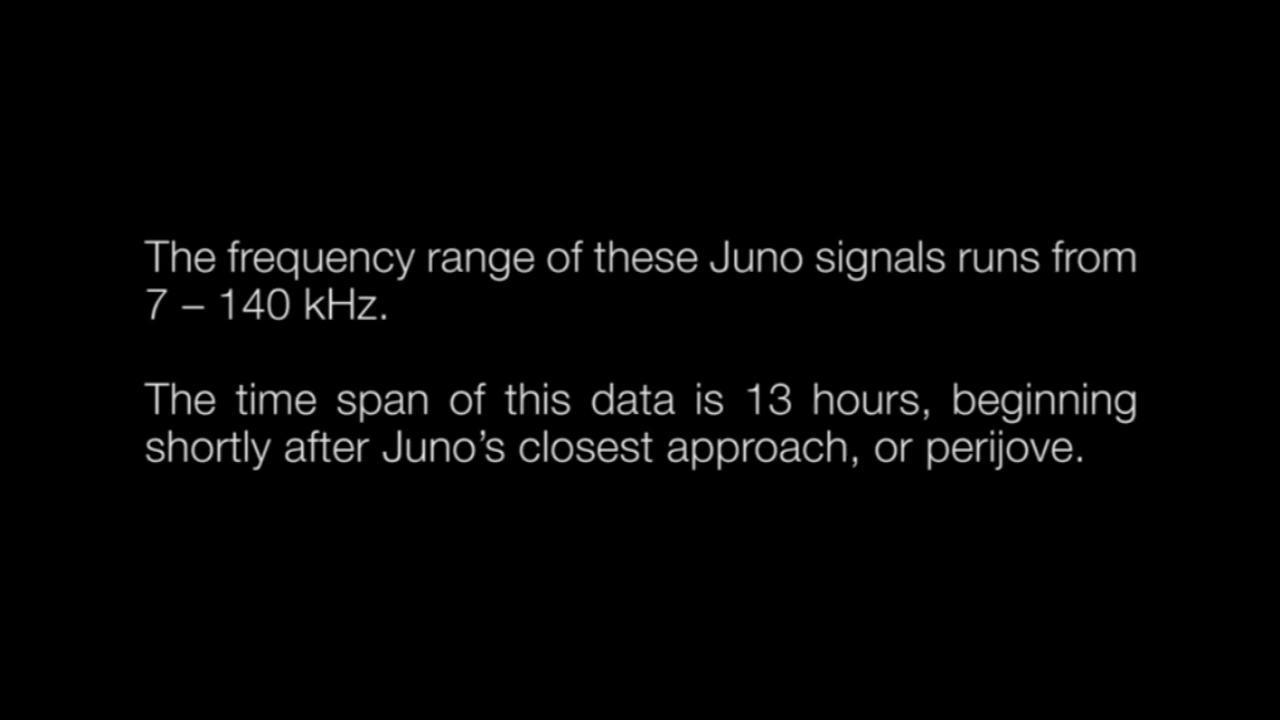 The frequency range of these Juno signals runs from
7 – 140 kHz.
The time span of this data is 13 hours, beginning
shortly after Juno’s closest approach, or perijove.